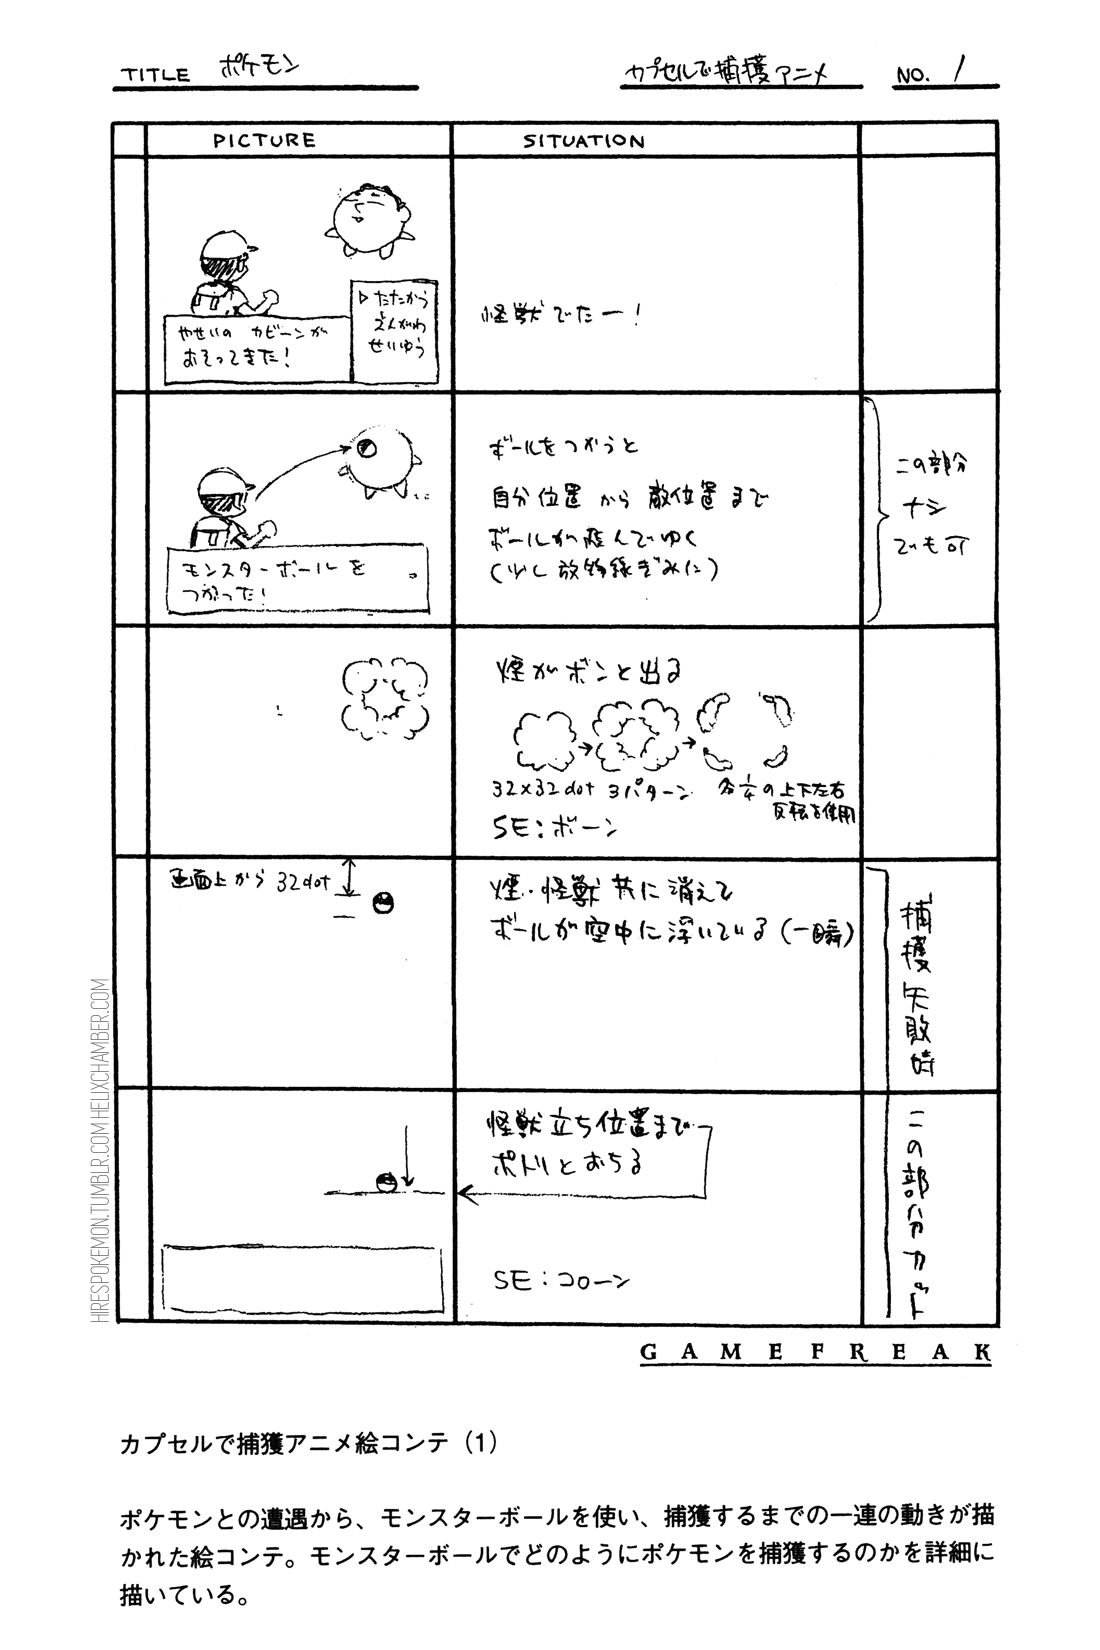 TITLE ポケモン
カプセルで捕獲アニメ
NO. 1
PICTURE
SITUATION
やせいの カビーンが
おそってきた！
▷たたかう
せいゆう
怪獣でたー！
モンスターボールを
つかった！
ボールをつかうと
自分位置から敵位置まで
ボールが飛んでゆく
(少し放物線ぎみに)
この部分
ナシ
でも可
煙がボンと出る
32×32dot 3パターン
各々の上下左右
反転を使用
SE：ボーン
画面上から 32dot
煙・怪獣共に消えて
ボールが空中に浮いている(一瞬)
捕獲失敗時
この部分カット
怪獣立ち位置まで
ポトリとおちる
SE：コローン
HIRESPOKEMON.TUMBLR.COM HELIXCHAMBER.COM
GAMEFREAK
カプセルで捕獲アニメ絵コンテ（1）
ポケモンとの遭遇から、モンスターボールを使い、捕獲するまでの一連の動きが描
かれた絵コンテ。モンスターボールでどのようにポケモンを捕獲するのかを詳細に
描いている。